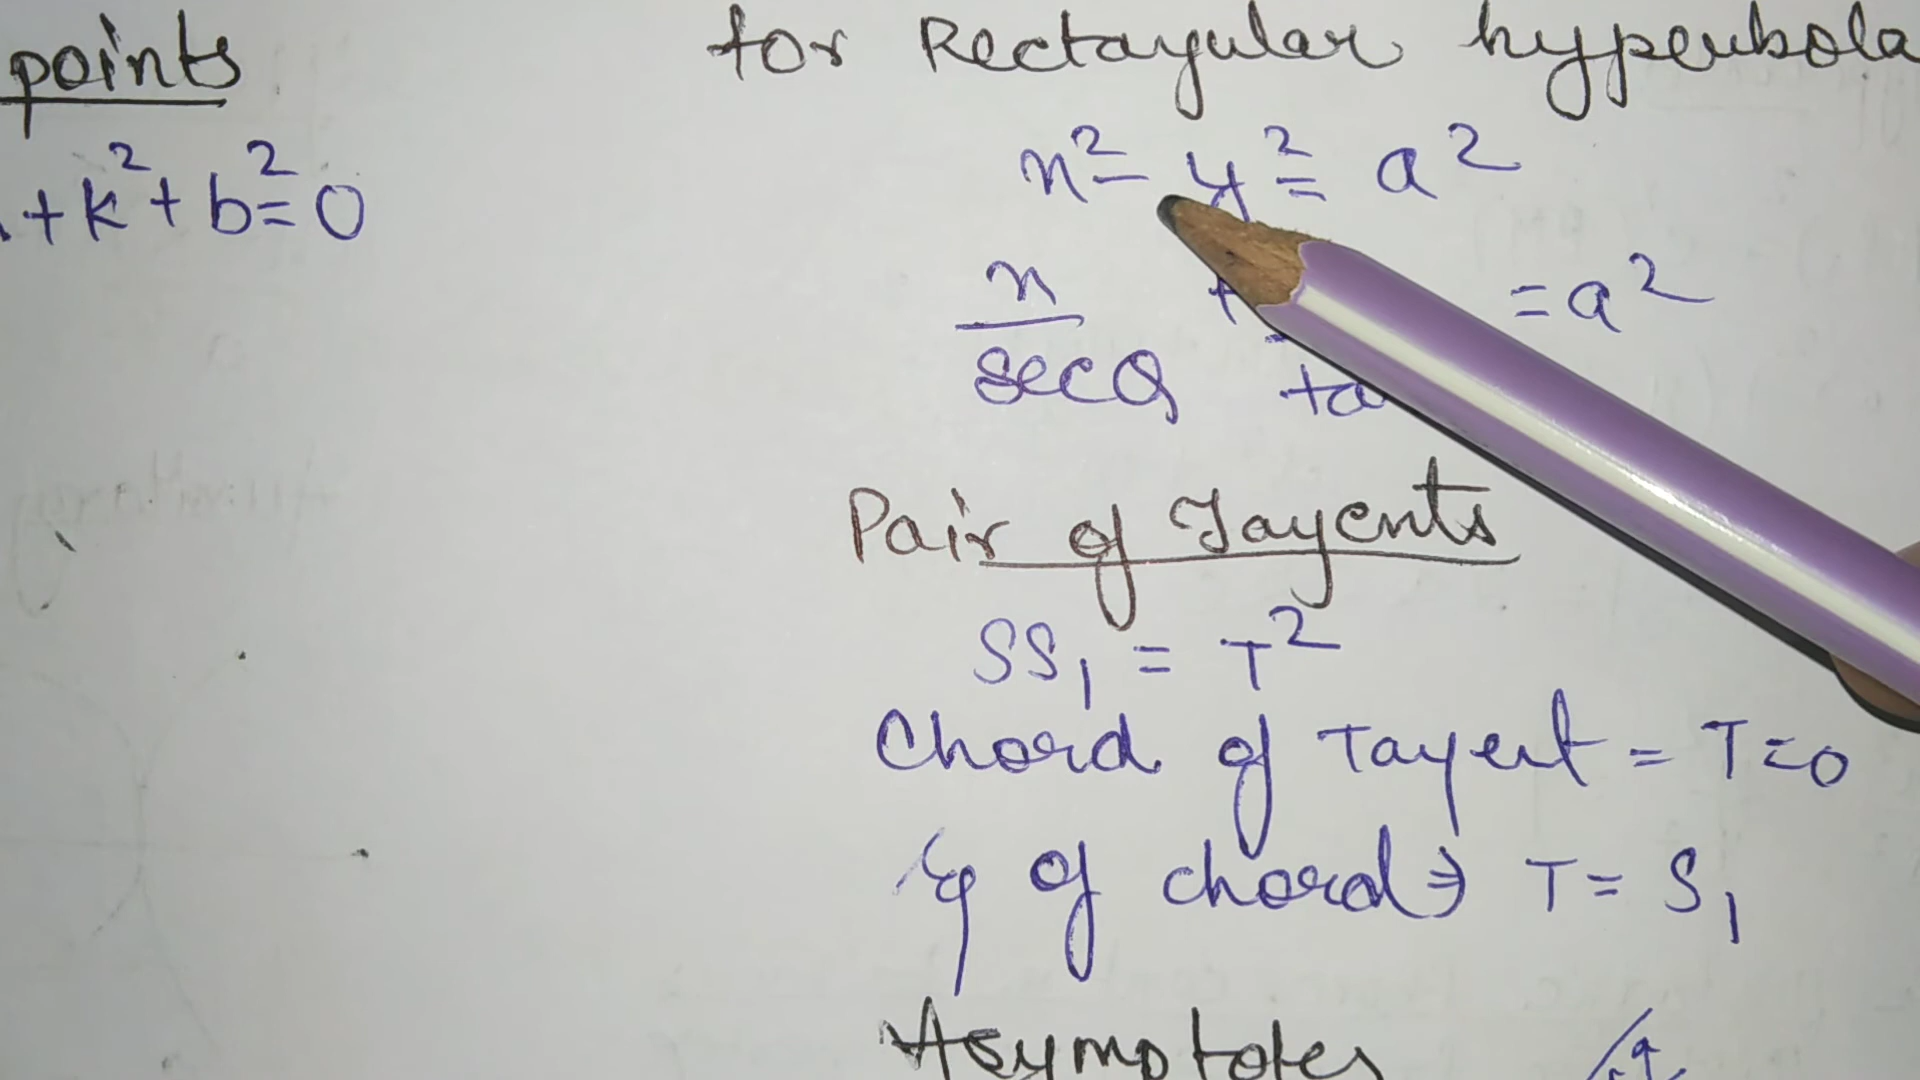 points
+k²+b²=0
for Rectangular hyperbola
x²-y²=a²
x/secθ + =a²
Pair of Tangents
SS₁ = T²
Chord of Tangent = T=0
Eq of chord ⇒ T = S₁
Asymptotes